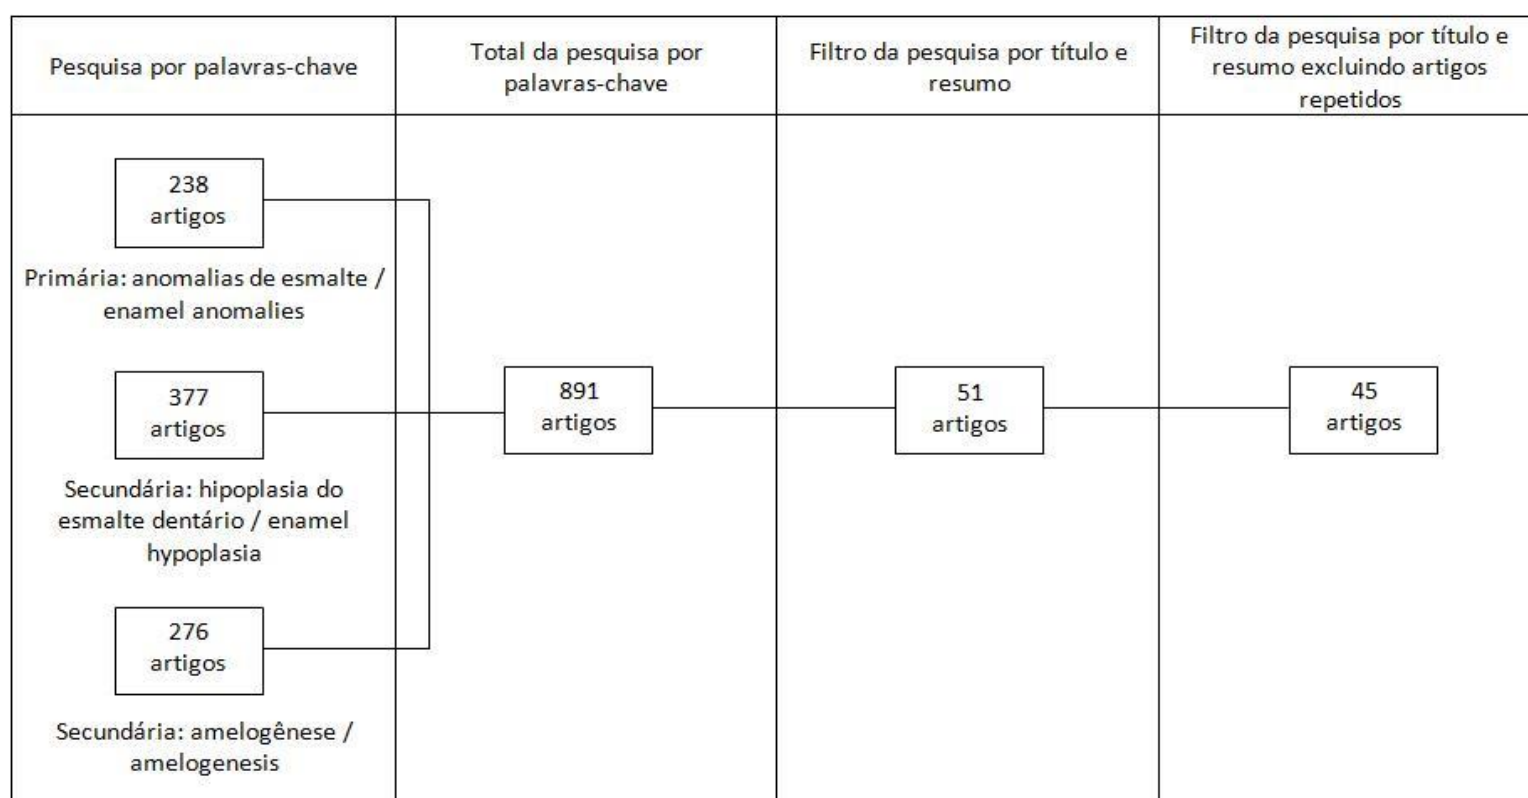 Pesquisa por palavras-chave
Total da pesquisa por
palavras-chave
Filtro da pesquisa por título e
resumo
Filtro da pesquisa por título e
resumo excluindo artigos
repetidos
238
artigos
Primária: anomalias de esmalte /
enamel anomalies
377
artigos
Secundária: hipoplasia do
esmalte dentário / enamel
hypoplasia
276
artigos
Secundária: amelogênese /
amelogenesis
891
artigos
51
artigos
45
artigos